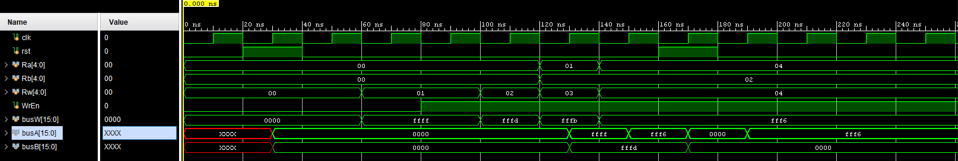 0.000 ns
Name Value 0 ns 20 ns 40 ns 60 ns 80 ns 100 ns 120 ns 140 ns 160 ns 180 ns 200 ns 220 ns 240 ns 260
clk 0
rst 0
Ra[4:0] 00 00 01 04
Rb[4:0] 00 00 02
Rw[4:0] 00 00 01 02 03 04
WrEn 0
busW[15:0] 0000 0000 ffff fffd fffb fff6
busA[15:0] XXXX XXXX 0000 ffff fff6 0000 fff6
busB[15:0] XXXX XXXX 0000 fffd 0000